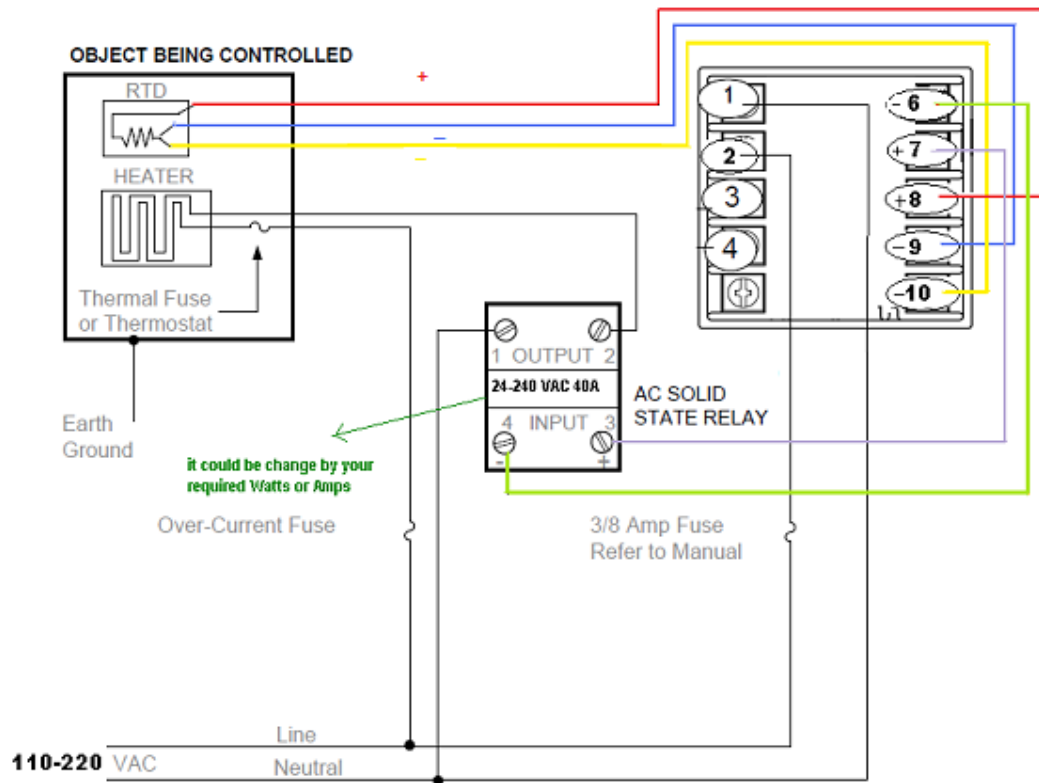 OBJECT BEING CONTROLLED
RTD
+
–
–
HEATER
Thermal Fuse
or Thermostat
Earth
Ground
1
2
3
4
- 6
+ 7
+8
-9
-10
1 OUTPUT 2
24-240 VAC 40A
4 INPUT 3
- +
AC SOLID
STATE RELAY
it could be change by your
required Watts or Amps
Over-Current Fuse
3/8 Amp Fuse
Refer to Manual
Line
110-220 VAC
Neutral